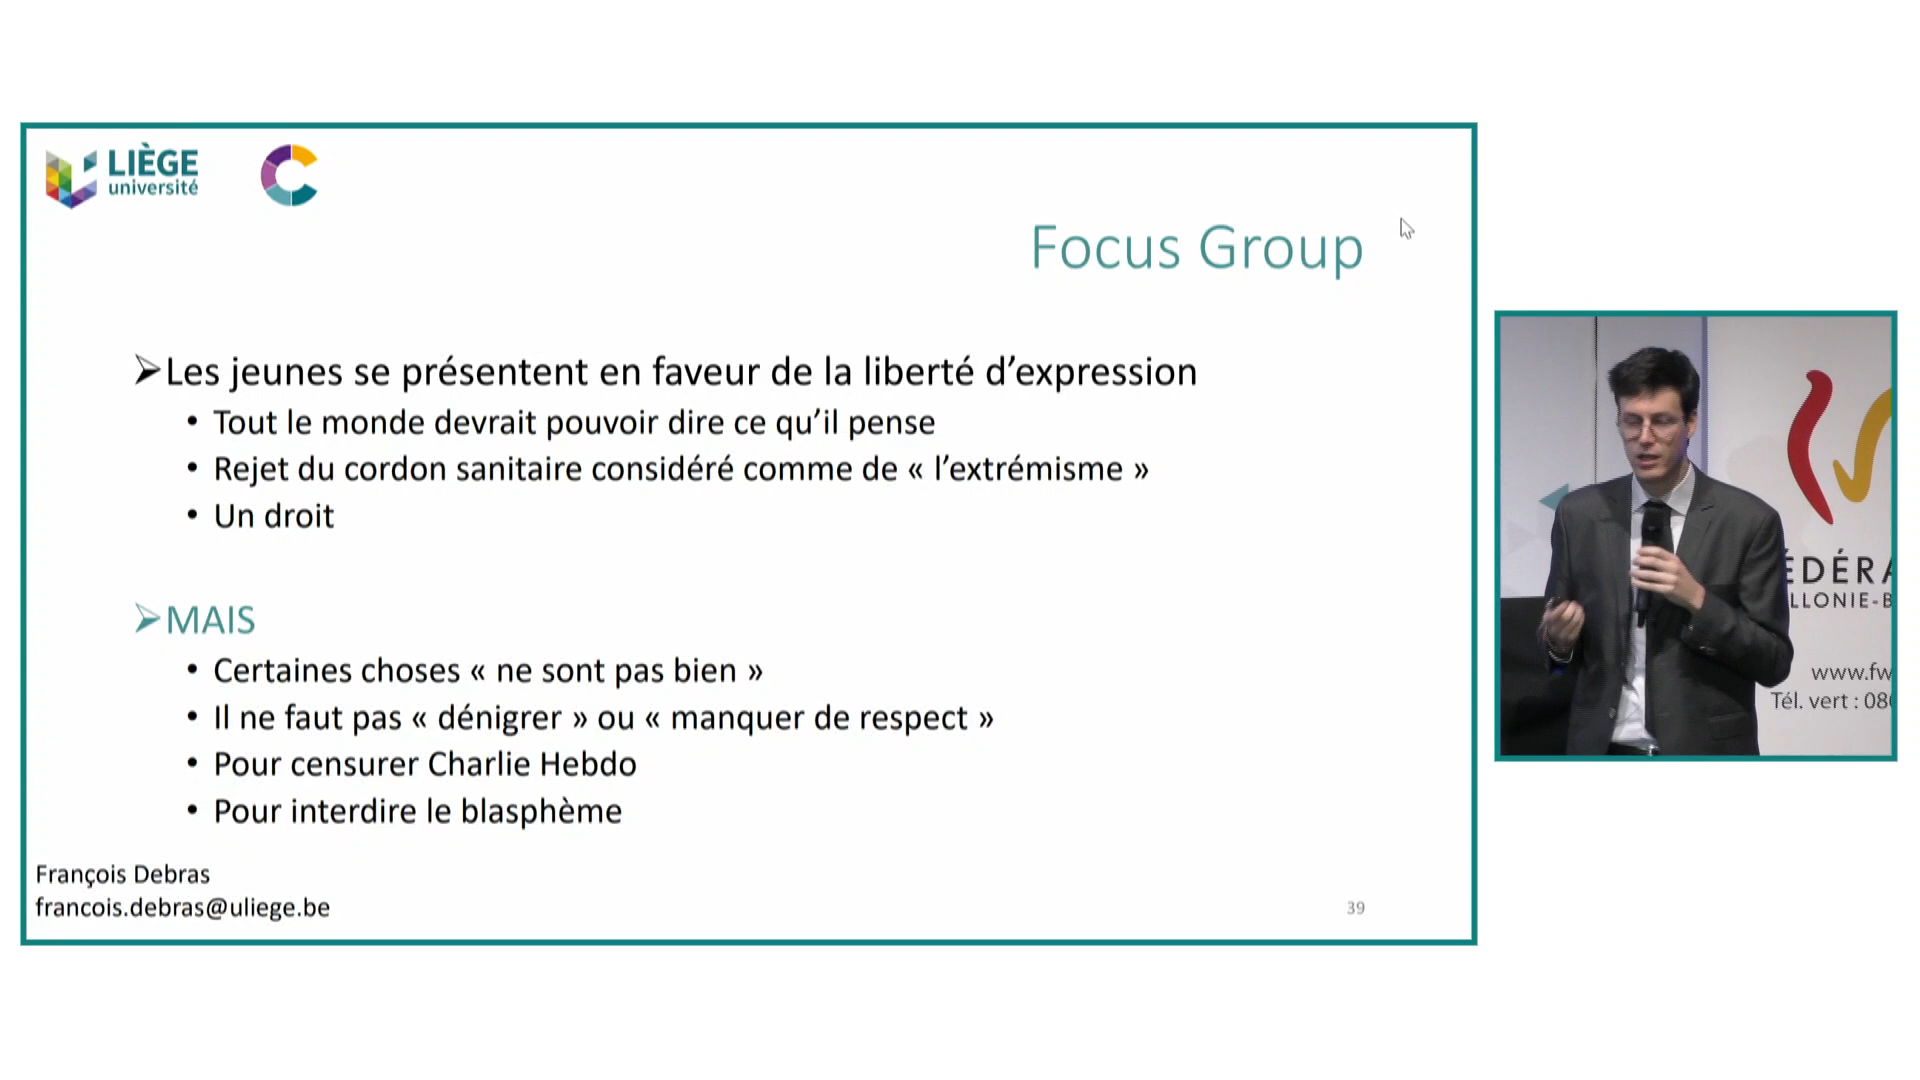 LIÈGE
université
Focus Group
Les jeunes se présentent en faveur de la liberté d’expression
• Tout le monde devrait pouvoir dire ce qu’il pense
• Rejet du cordon sanitaire considéré comme de « l’extrémisme »
• Un droit
MAIS
• Certaines choses « ne sont pas bien »
• Il ne faut pas « dénigrer » ou « manquer de respect »
• Pour censurer Charlie Hebdo
• Pour interdire le blasphème
François Debras
francois.debras@uliege.be
39
ÉDÉRA
LLONIE-B
www.fw
Tél. vert : 080